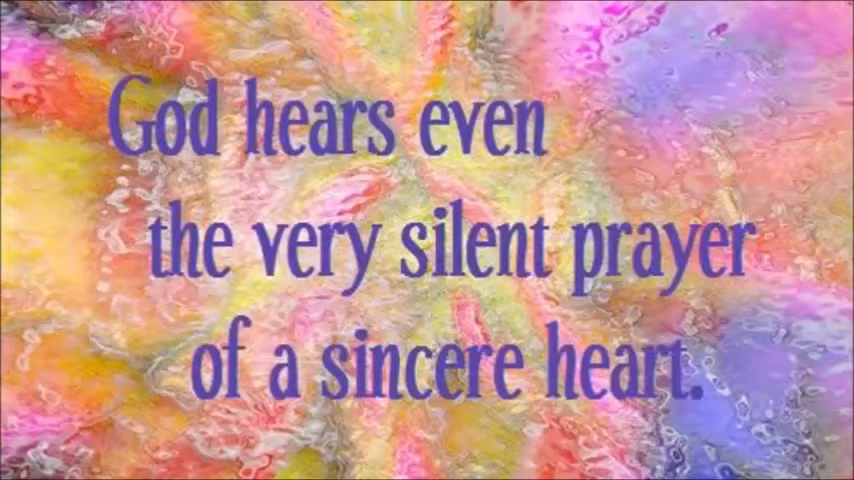 God hears even
the very silent prayer
of a sincere heart.